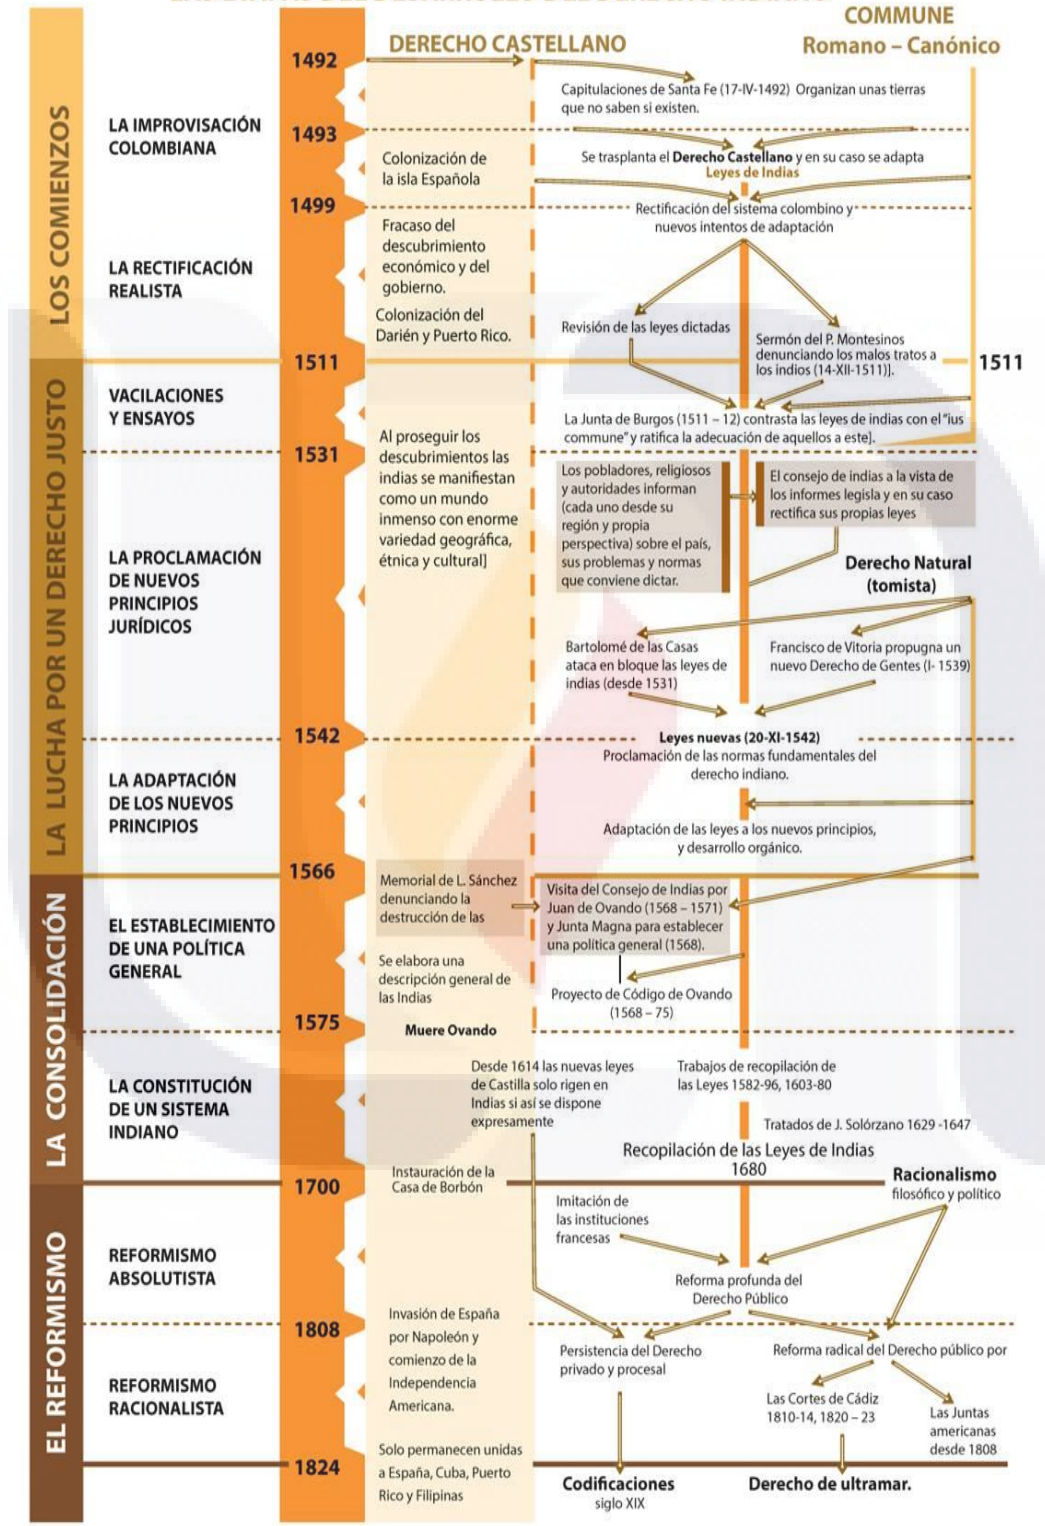 COMMUNE
DERECHO CASTELLANO
Romano – Canónico
LOS COMIENZOS
1492
Capitulaciones de Santa Fe (17-IV-1492) Organizan unas tierras
que no saben si existen.
LA IMPROVISACIÓN
COLOMBIANA
1493
Colonización de
la isla Española
Se trasplanta el Derecho Castellano y en su caso se adapta
Leyes de Indias
1499
Rectificación del sistema colombino y
nuevos intentos de adaptación
Fracaso del
descubrimiento
económico y del
gobierno.
LA RECTIFICACIÓN
REALISTA
Colonización del
Darién y Puerto Rico.
Revisión de las leyes dictadas
Sermón del P. Montesinos
denunciando los malos tratos a
los indios (14-XII-1511)].
1511
1511
LA LUCHA POR UN DERECHO JUSTO
VACILACIONES
Y ENSAYOS
La Junta de Burgos (1511 – 12) contrasta las leyes de indias con el "ius
commune" y ratifica la adecuación de aquellos a este].
1531
Al proseguir los
descubrimientos las
indias se manifiestan
como un mundo
inmenso con enorme
variedad geográfica,
étnica y cultural]
Los pobladores, religiosos
y autoridades informan
(cada uno desde su
región y propia
perspectiva) sobre el país,
sus problemas y normas
que conviene dictar.
El consejo de indias a la vista de
los informes legisla y en su caso
rectifica sus propias leyes
LA PROCLAMACIÓN
DE NUEVOS
PRINCIPIOS
JURÍDICOS
Derecho Natural
(tomista)
Bartolomé de las Casas
ataca en bloque las leyes de
indias (desde 1531)
Francisco de Vitoria propugna un
nuevo Derecho de Gentes (I- 1539)
1542
Leyes nuevas (20-XI-1542)
Proclamación de las normas fundamentales del
derecho indiano.
LA ADAPTACIÓN
DE LOS NUEVOS
PRINCIPIOS
Adaptación de las leyes a los nuevos principios,
y desarrollo orgánico.
1566
LA CONSOLIDACIÓN
Memorial de L. Sánchez
denunciando la
destrucción de las
Visita del Consejo de Indias por
Juan de Ovando (1568 – 1571)
y Junta Magna para establecer
una política general (1568).
EL ESTABLECIMIENTO
DE UNA POLÍTICA
GENERAL
Se elabora una
descripción general de
las Indias
Proyecto de Código de Ovando
(1568 – 75)
1575
Muere Ovando
Desde 1614 las nuevas leyes
de Castilla solo rigen en
Indias si así se dispone
expresamente
Trabajos de recopilación de
las Leyes 1582-96, 1603-80
LA CONSTITUCIÓN
DE UN SISTEMA
INDIANO
Tratados de J. Solórzano 1629 -1647
Recopilación de las Leyes de Indias
1680
1700
Instauración de la
Casa de Borbón
Racionalismo
filosófico y político
EL REFORMISMO
Imitación de
las instituciones
francesas
REFORMISMO
ABSOLUTISTA
Reforma profunda del
Derecho Público
1808
Invasión de España
por Napoleón y
comienzo de la
Independencia
Americana.
Persistencia del Derecho
privado y procesal
Reforma radical del Derecho público por
REFORMISMO
RACIONALISTA
Las Cortes de Cádiz
1810-14, 1820 – 23
Las Juntas
americanas
desde 1808
1824
Solo permanecen unidas
a España, Cuba, Puerto
Rico y Filipinas
Codificaciones
siglo XIX
Derecho de ultramar.